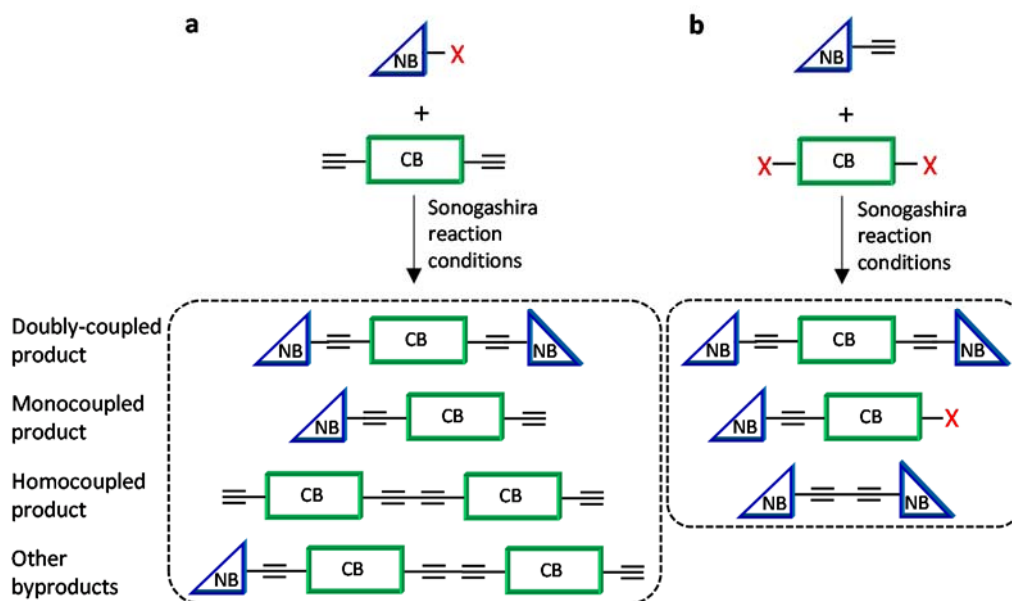 a
b
NB
X
NB
+
+
CB
X
CB
X
Sonogashira
reaction
conditions
Sonogashira
reaction
conditions
Doubly-coupled
product
NB
CB
NB
NB
CB
NB
Monocoupled
product
NB
CB
NB
CB
X
Homocoupled
product
CB
CB
NB
NB
Other
byproducts
NB
CB
CB